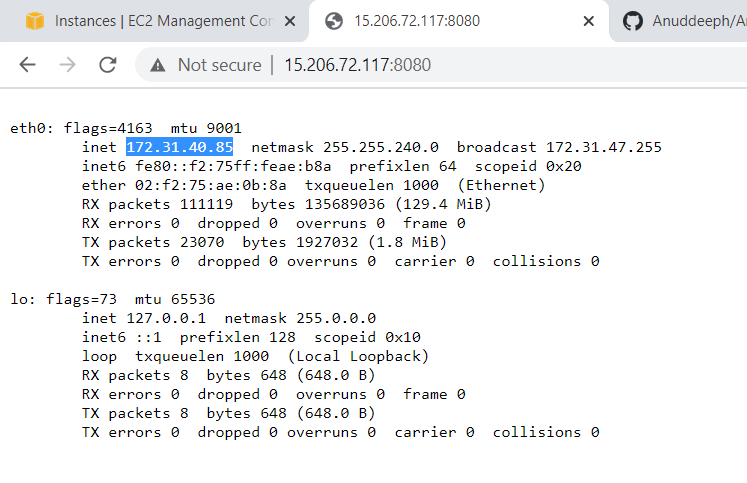 Instances | EC2 Management Con
15.206.72.117:8080
Anuddeeph/A
Not secure | 15.206.72.117:8080
eth0: flags=4163  mtu 9001
        inet 172.31.40.85  netmask 255.255.240.0  broadcast 172.31.47.255
        inet6 fe80::f2:75ff:feae:b8a  prefixlen 64  scopeid 0x20
        ether 02:f2:75:ae:0b:8a  txqueuelen 1000  (Ethernet)
        RX packets 111119  bytes 135689036 (129.4 MiB)
        RX errors 0  dropped 0  overruns 0  frame 0
        TX packets 23070  bytes 1927032 (1.8 MiB)
        TX errors 0  dropped 0 overruns 0  carrier 0  collisions 0
lo: flags=73  mtu 65536
        inet 127.0.0.1  netmask 255.0.0.0
        inet6 ::1  prefixlen 128  scopeid 0x10
        loop  txqueuelen 1000  (Local Loopback)
        RX packets 8  bytes 648 (648.0 B)
        RX errors 0  dropped 0  overruns 0  frame 0
        TX packets 8  bytes 648 (648.0 B)
        TX errors 0  dropped 0 overruns 0  carrier 0  collisions 0